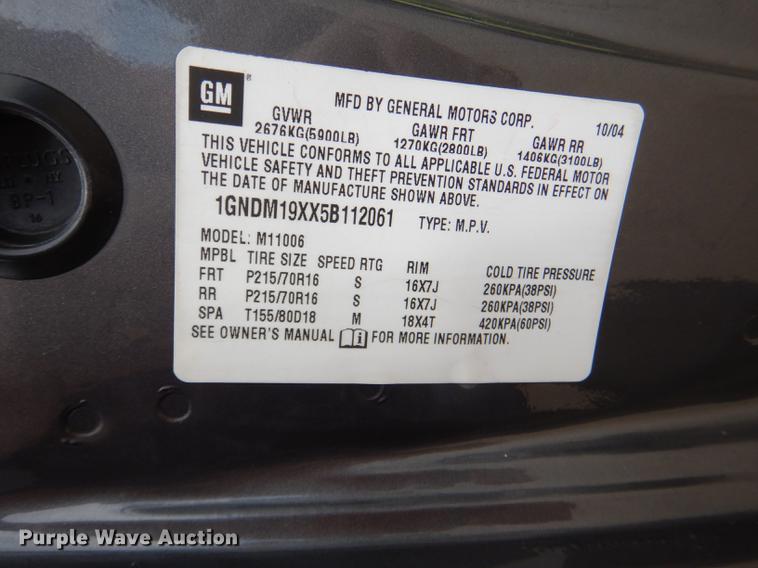 GM ®
MFD BY GENERAL MOTORS CORP. 10/04
GVWR GAWR FRT GAWR RR
2676KG(5900LB) 1270KG(2800LB) 1406KG(3100LB)
THIS VEHICLE CONFORMS TO ALL APPLICABLE U.S. FEDERAL MOTOR
VEHICLE SAFETY AND THEFT PREVENTION STANDARDS IN EFFECT ON
THE DATE OF MANUFACTURE SHOWN ABOVE.
1GNDM19XX5B112061 TYPE: M.P.V.
MODEL: M11006
MPBL TIRE SIZE SPEED RTG RIM COLD TIRE PRESSURE
FRT P215/70R16 S 16X7J 260KPA(38PSI)
RR P215/70R16 S 16X7J 260KPA(38PSI)
SPA T155/80D18 M 18X4T 420KPA(60PSI)
SEE OWNER'S MANUAL FOR MORE INFORMATION.
PLUGS
BP-1
16
Purple Wave Auction